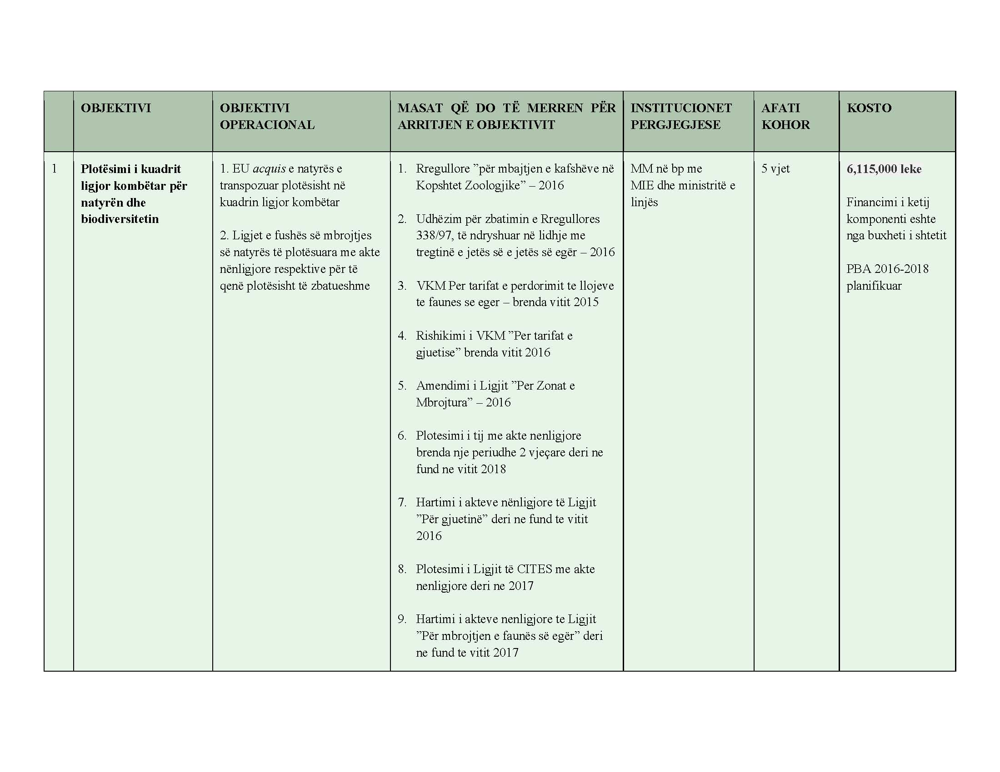 OBJEKTIVI
OBJEKTIVI
OPERACIONAL
MASAT QË DO TË MERREN PËR
ARRITJEN E OBJEKTIVIT
INSTITUCIONET
PERGJEGJESE
AFATI
KOHOR
KOSTO
1
Plotësimi i kuadrit
ligjor kombëtar për
natyrën dhe
biodiversitetin
1. EU acquis e natyrës e
transpozuar plotësisht në
kuadrin ligjor kombëtar
2. Ligjet e fushës së mbrojtjes
së natyrës të plotësuara me akte
nënligjore respektive për të
qenë plotësisht të zbatueshme
1. Rregullore ”për mbajtjen e kafshëve në
Kopshtet Zoologjike” – 2016
2. Udhëzim për zbatimin e Rregullores
338/97, të ndryshuar në lidhje me
tregtinë e jetës së e jetës së egër – 2016
3. VKM Per tarifat e perdorimit te llojeve
te faunes se eger – brenda vitit 2015
4. Rishikimi i VKM ”Per tarifat e
gjuetise” brenda vitit 2016
5. Amendimi i Ligjit ”Per Zonat e
Mbrojtura” – 2016
6. Plotesimi i tij me akte nenligjore
brenda nje periudhe 2 vjeçare deri ne
fund ne vitit 2018
7. Hartimi i akteve nënligjore të Ligjit
”Për gjuetinë” deri ne fund te vitit
2016
8. Plotesimi i Ligjit të CITES me akte
nenligjore deri ne 2017
9. Hartimi i akteve nenligjore te Ligjit
”Për mbrojtjen e faunës së egër” deri
ne fund te vitit 2017
MM në bp me
MIE dhe ministritë e
linjës
5 vjet
6,115,000 leke
Financimi i ketij
komponenti eshte
nga buxheti i shtetit
PBA 2016-2018
planifikuar